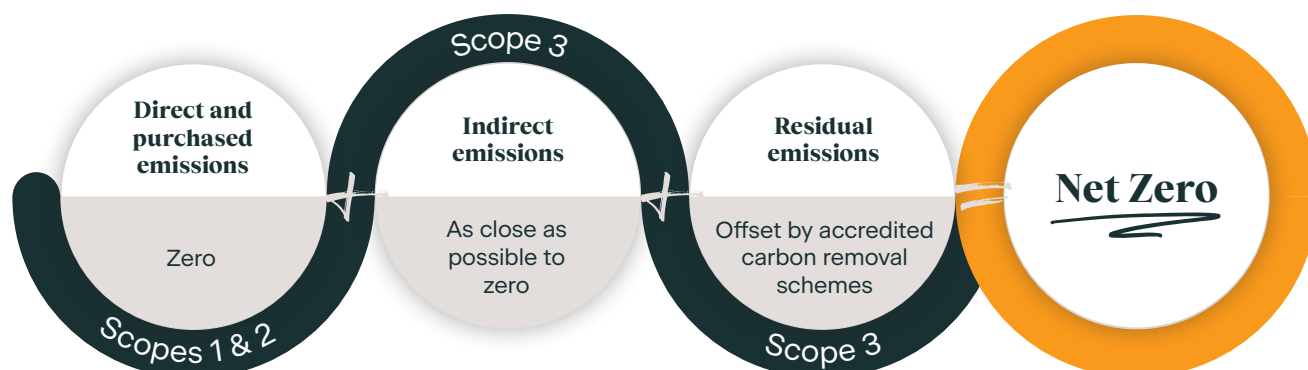 Direct and
purchased
emissions
Zero
Scopes 1 & 2
+
Scope 3
Indirect
emissions
As close as
possible to
zero
+
Residual
emissions
Offset by accredited
carbon removal
schemes
Scope 3
=
Net Zero